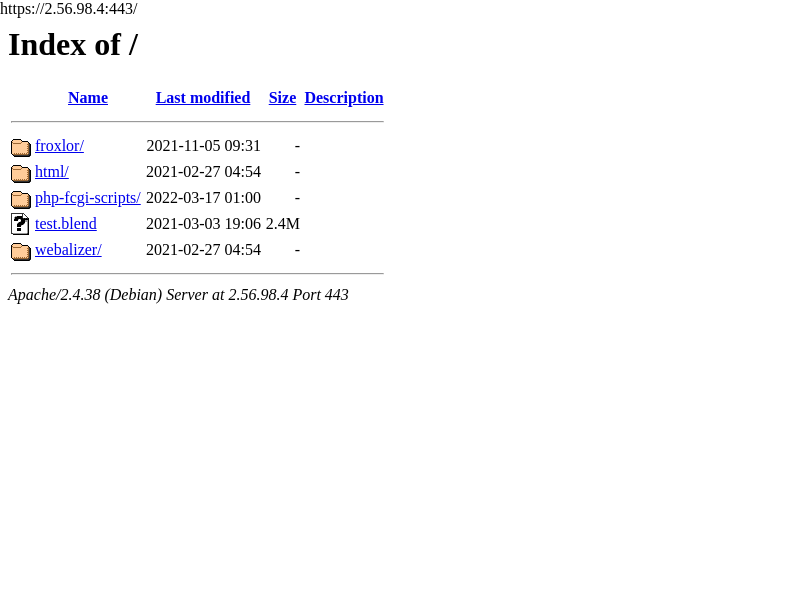 https://2.56.98.4:443/
Index of /
Name Last modified Size Description
froxlor/ 2021-11-05 09:31 -
html/ 2021-02-27 04:54 -
php-fcgi-scripts/ 2022-03-17 01:00 -
test.blend 2021-03-03 19:06 2.4M
webalizer/ 2021-02-27 04:54 -
Apache/2.4.38 (Debian) Server at 2.56.98.4 Port 443